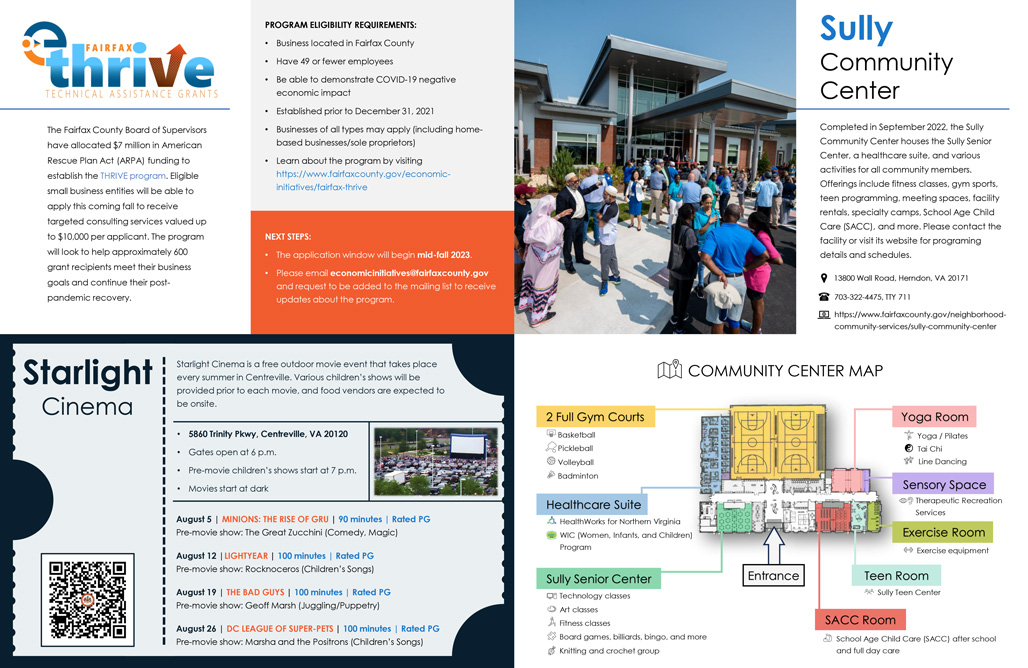 FAIRFAX
thrive
TECHNICAL ASSISTANCE GRANTS
The Fairfax County Board of Supervisors
have allocated $7 million in American
Rescue Plan Act (ARPA) funding to
establish the THRIVE program. Eligible
small business entities will be able to
apply this coming fall to receive
targeted consulting services valued up
to $10,000 per applicant. The program
will look to help approximately 600
grant recipients meet their business
goals and continue their post-
pandemic recovery.
PROGRAM ELIGIBILITY REQUIREMENTS:
• Business located in Fairfax County
• Have 49 or fewer employees
• Be able to demonstrate COVID-19 negative
economic impact
• Established prior to December 31, 2021
• Businesses of all types may apply (including home-
based businesses/sole proprietors)
• Learn about the program by visiting
https://www.fairfaxcounty.gov/economic-
initiatives/fairfax-thrive
NEXT STEPS:
• The application window will begin mid-fall 2023.
• Please email economicinitiatives@fairfaxcounty.gov
and request to be added to the mailing list to receive
updates about the program.
Sully
Community
Center
Completed in September 2022, the Sully
Community Center houses the Sully Senior
Center, a healthcare suite, and various
activities for all community members.
Offerings include fitness classes, gym sports,
teen programming, meeting spaces, facility
rentals, specialty camps, School Age Child
Care (SACC), and more. Please contact the
facility or visit its website for programing
details and schedules.
13800 Wall Road, Herndon, VA 20171
703-322-4475, TTY 711
https://www.fairfaxcounty.gov/neighborhood-
community-services/sully-community-center
Starlight
Cinema
Starlight Cinema is a free outdoor movie event that takes place
every summer in Centreville. Various children's shows will be
provided prior to each movie, and food vendors are expected to
be onsite.
• 5860 Trinity Pkwy, Centreville, VA 20120
• Gates open at 6 p.m.
• Pre-movie children's shows start at 7 p.m.
• Movies start at dark
August 5 | MINIONS: THE RISE OF GRU | 90 minutes | Rated PG
Pre-movie show: The Great Zucchini (Comedy, Magic)
August 12 |LIGHTYEAR | 100 minutes | Rated PG
Pre-movie show: Rocknoceros (Children's Songs)
August 19 | THE BAD GUYS | 100 minutes | Rated PG
Pre-movie show: Geoff Marsh (Juggling/Puppetry)
August 26 | DC LEAGUE OF SUPER-PETS | 100 minutes | Rated PG
Pre-movie show: Marsha and the Positrons (Children's Songs)
COMMUNITY CENTER MAP
2 Full Gym Courts
Basketball
Pickleball
Volleyball
Badminton
Healthcare Suite
HealthWorks for Northern Virginia
WIC (Women, Infants, and Children)
Program
Sully Senior Center
Technology classes
Art classes
Fitness classes
Board games, billiards, bingo, and more
Knitting and crochet group
Entrance
Yoga Room
Yoga / Pilates
Tai Chi
Line Dancing
Sensory Space
Therapeutic Recreation
Services
Exercise Room
Exercise equipment
Teen Room
Sully Teen Center
SACC Room
School Age Child Care (SACC) after school
and full day care